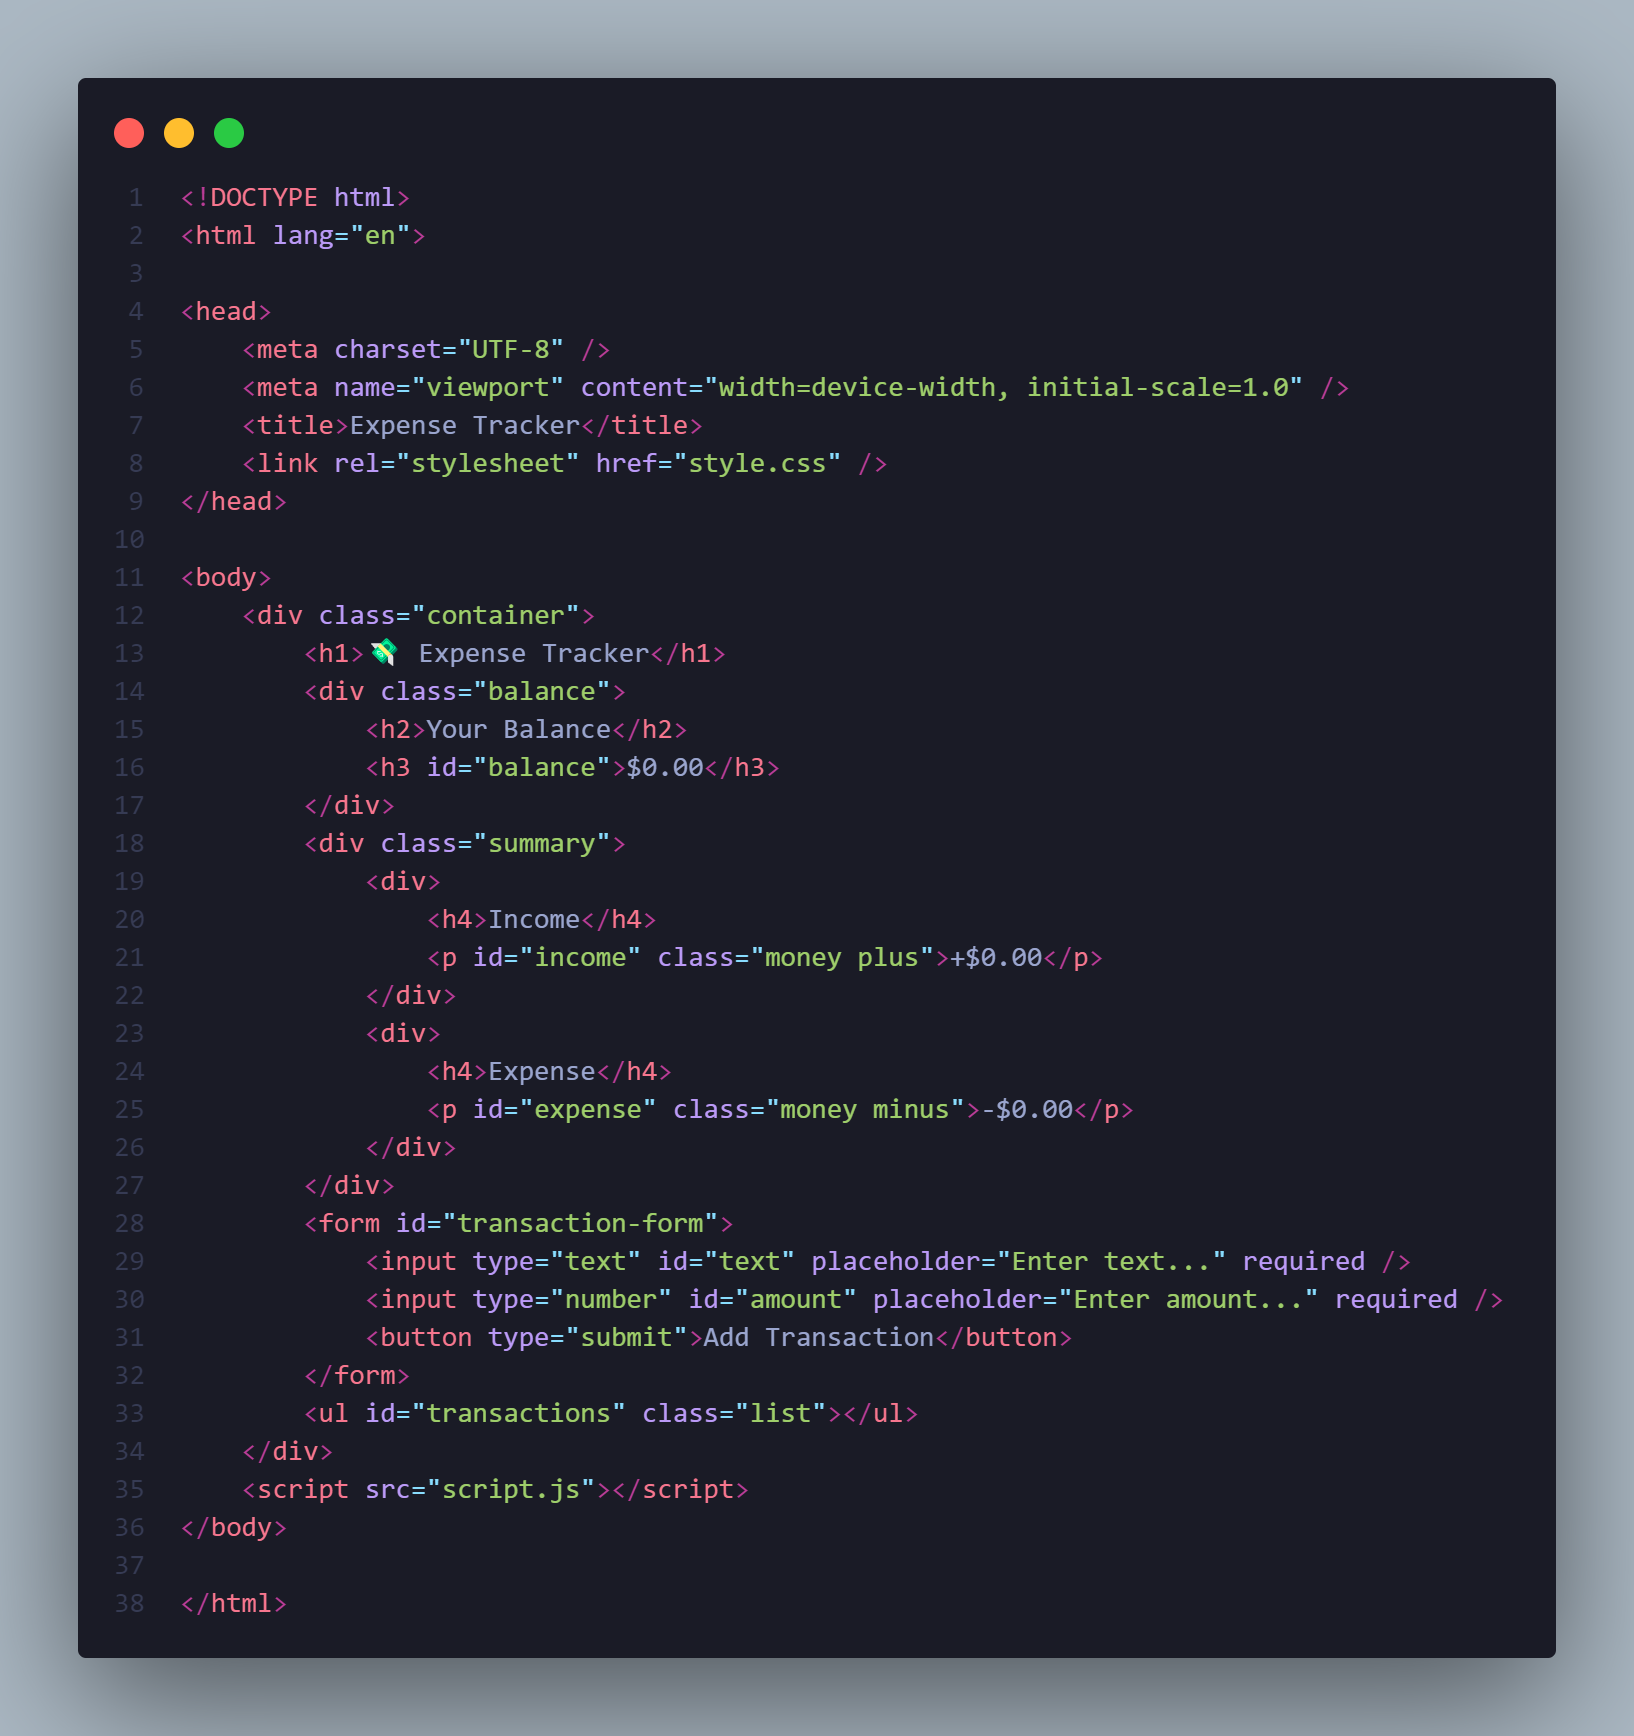 1 <!DOCTYPE html>
2 <html lang="en">
3
4 <head>
5     <meta charset="UTF-8" />
6     <meta name="viewport" content="width=device-width, initial-scale=1.0" />
7     <title>Expense Tracker</title>
8     <link rel="stylesheet" href="style.css" />
9 </head>
10
11 <body>
12     <div class="container">
13         <h1>💸 Expense Tracker</h1>
14         <div class="balance">
15             <h2>Your Balance</h2>
16             <h3 id="balance">$0.00</h3>
17         </div>
18         <div class="summary">
19             <div>
20                 <h4>Income</h4>
21                 <p id="income" class="money plus">+$0.00</p>
22             </div>
23             <div>
24                 <h4>Expense</h4>
25                 <p id="expense" class="money minus">-$0.00</p>
26             </div>
27         </div>
28         <form id="transaction-form">
29             <input type="text" id="text" placeholder="Enter text..." required />
30             <input type="number" id="amount" placeholder="Enter amount..." required />
31             <button type="submit">Add Transaction</button>
32         </form>
33         <ul id="transactions" class="list"></ul>
34     </div>
35     <script src="script.js"></script>
36 </body>
37
38 </html>